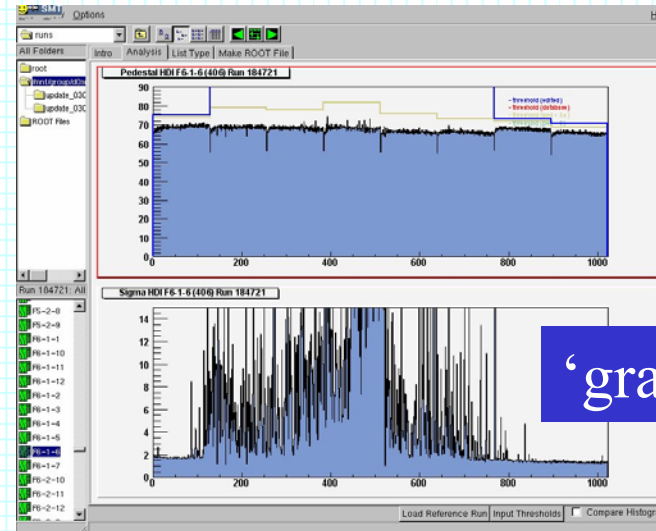 SMT
Options
H
runs
All Folders
Intro
Analysis
List Type
Make ROOT File
root
update_03C
update_03C
ROOT Files
Pedestal HDI F6-1-6 (406) Run 184721
90
80
70
60
50
40
30
20
10
0
0
200
400
600
800
1000
- threshold (edited)
- threshold (database)
Run 184721: All
F5-2-8
F5-2-9
F6-1-1
F6-1-10
F6-1-11
F6-1-12
F6-1-2
F6-1-3
F6-1-4
F6-1-5
F6-1-6
F6-1-7
F6-2-10
F6-2-11
F6-2-12
Sigma HDI F6-1-6 (406) Run 184721
14
12
10
8
6
4
2
0
0
200
400
600
800
1000
‘gra
Load Reference Run
Input Thresholds
Compare Histogr